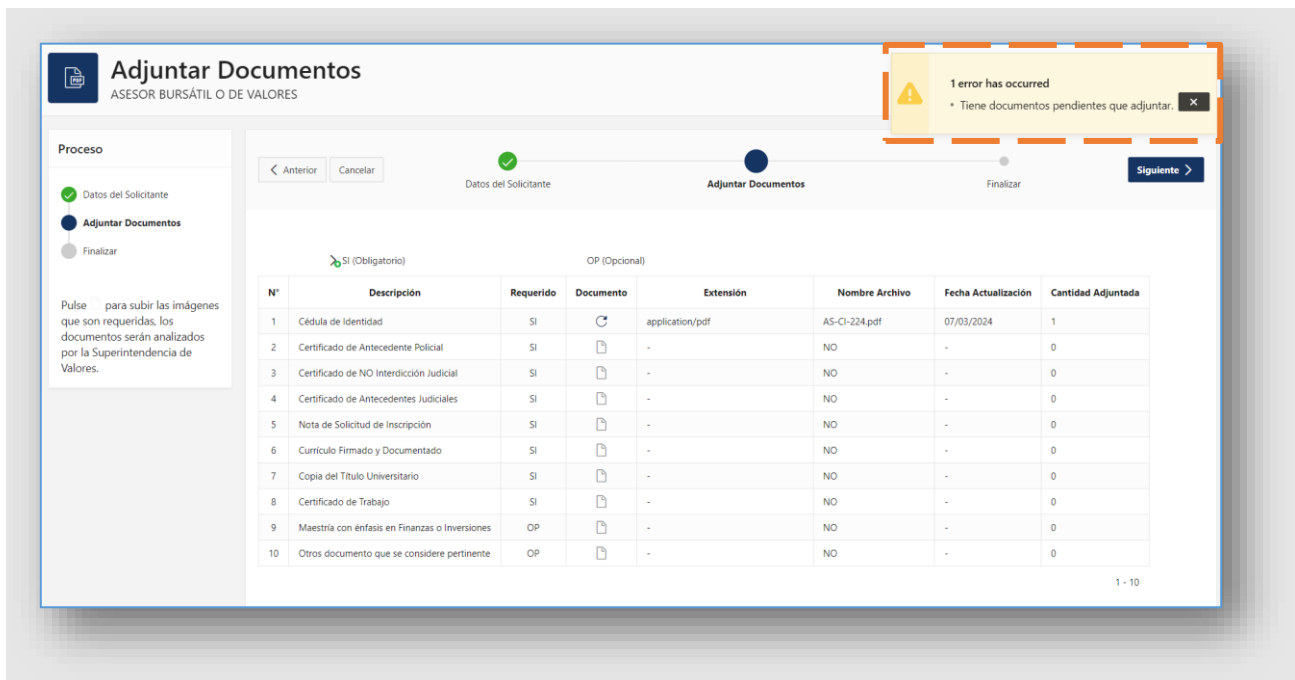 Adjuntar Documentos
ASESOR BURSÁTIL O DE VALORES
1 error has occurred
Tiene documentos pendientes que adjuntar.
Proceso
Datos del Solicitante
Adjuntar Documentos
Finalizar
Pulse para subir las imágenes
que son requeridas, los
documentos serán analizados
por la Superintendencia de
Valores.
Anterior Cancelar Siguiente
Datos del Solicitante Adjuntar Documentos Finalizar
SI (Obligatorio) OP (Opcional)
N° Descripción Requerido Documento Extensión Nombre Archivo Fecha Actualización Cantidad Adjuntada
1 Cédula de Identidad SI application/pdf AS-CI-224.pdf 07/03/2024 1
2 Certificado de Antecedente Policial SI - NO - 0
3 Certificado de NO Interdicción Judicial SI - NO - 0
4 Certificado de Antecedentes Judiciales SI - NO - 0
5 Nota de Solicitud de Inscripción SI - NO - 0
6 Currículo Firmado y Documentado SI - NO - 0
7 Copia del Título Universitario SI - NO - 0
8 Certificado de Trabajo SI - NO - 0
9 Maestría con énfasis en Finanzas o Inversiones OP - NO - 0
10 Otros documento que se considere pertinente OP - NO - 0
1 - 10